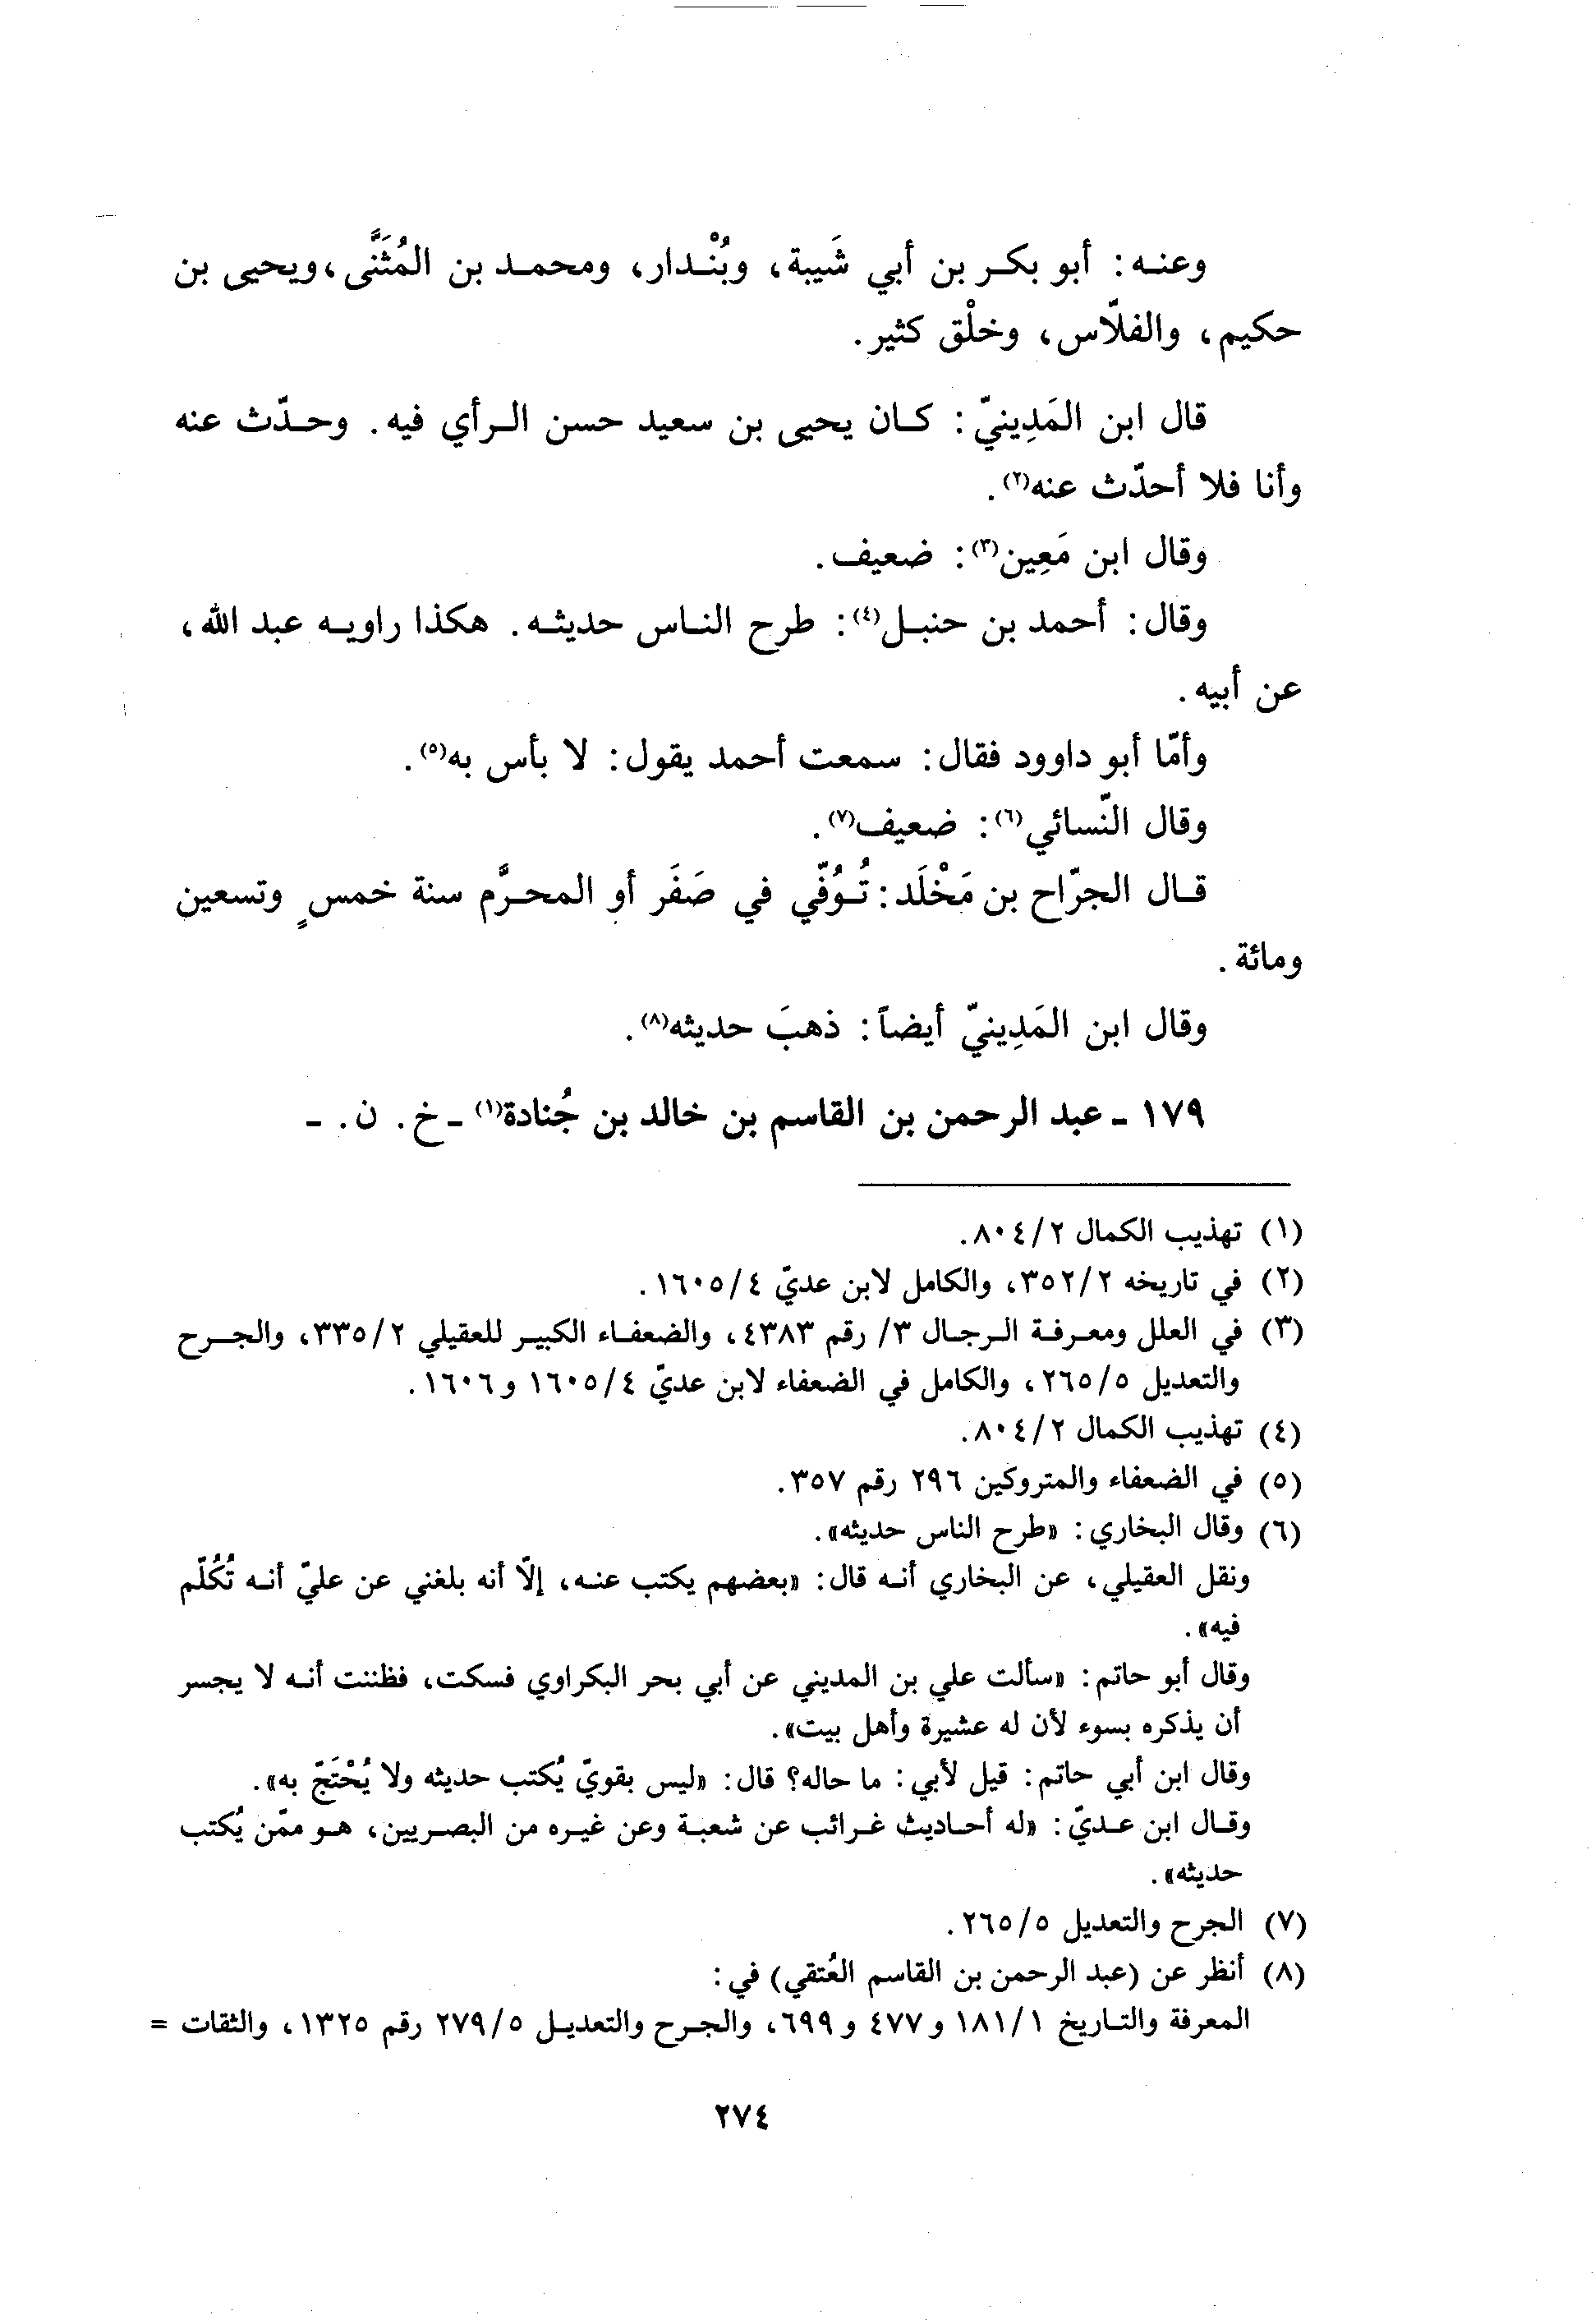 وعنه: أبو بكر بن أبي شَيبة، وبُنْدار، ومحمد بن المُثَنَّى، ويحيى بن
حكيم، والفلّاس، وخلْق كثير.
قال ابن المَدِينيّ: كان يحيى بن سعيد حسن الرأي فيه. وحدّث عنه
وأنا فلا أحدّث عنه(٢).
وقال ابن مَعِين(٣): ضعيف.
وقال: أحمد بن حنبل(٤): طرح الناس حديثه. هكذا راويه عبد الله،
عن أبيه.
وأمّا أبو داوود فقال: سمعت أحمد يقول: لا بأس به(٥).
وقال النّسائي(٦): ضعيف(٧).
قال الجرّاح بن مَخْلَد: تُوُفّي في صَفَر أو المحرَّم سنة خمسٍ وتسعين
ومائة.
وقال ابن المَدِينيّ أيضاً: ذهبَ حديثه(٨).
١٧٩ ـ عبد الرحمن بن القاسم بن خالد بن جُنادة(١) ـ خ. ن. ـ
(١) تهذيب الكمال ٨٠٤/٢.
(٢) في تاريخه ٣٥٢/٢، والكامل لابن عديّ ١٦٠٥/٤.
(٣) في العلل ومعرفة الرجال ٣/ رقم ٤٣٨٣، والضعفاء الكبير للعقيلي ٣٣٥/٢، والجرح
والتعديل ٢٦٥/٥، والكامل في الضعفاء لابن عديّ ١٦٠٥/٤ و١٦٠٦.
(٤) تهذيب الكمال ٨٠٤/٢.
(٥) في الضعفاء والمتروكين ٢٩٦ رقم ٣٥٧.
(٦) وقال البخاري: «طرح الناس حديثه».
ونقل العقيلي، عن البخاري أنه قال: «بعضهم يكتب عنه، إلّا أنه بلغني عن عليّ أنه تُكُلّم
فيه».
وقال أبو حاتم: «سألت علي بن المديني عن أبي بحر البكراوي فسكت، فظننت أنه لا يجسر
أن يذكره بسوء لأن له عشيرة وأهل بيت».
وقال ابن أبي حاتم: قيل لأبي: ما حاله؟ قال: «ليس بقويّ يُكتب حديثه ولا يُحْتَجّ به».
وقال ابن عديّ: «له أحاديث غرائب عن شعبة وعن غيره من البصريين، هو ممّن يُكتب
حديثه».
(٧) الجرح والتعديل ٢٦٥/٥.
(٨) أنظر عن (عبد الرحمن بن القاسم العُتقي) في:
المعرفة والتاريخ ١٨١/١ و٤٧٧ و٦٩٩، والجرح والتعديل ٢٧٩/٥ رقم ١٣٢٥، والثقات =
٢٧٤